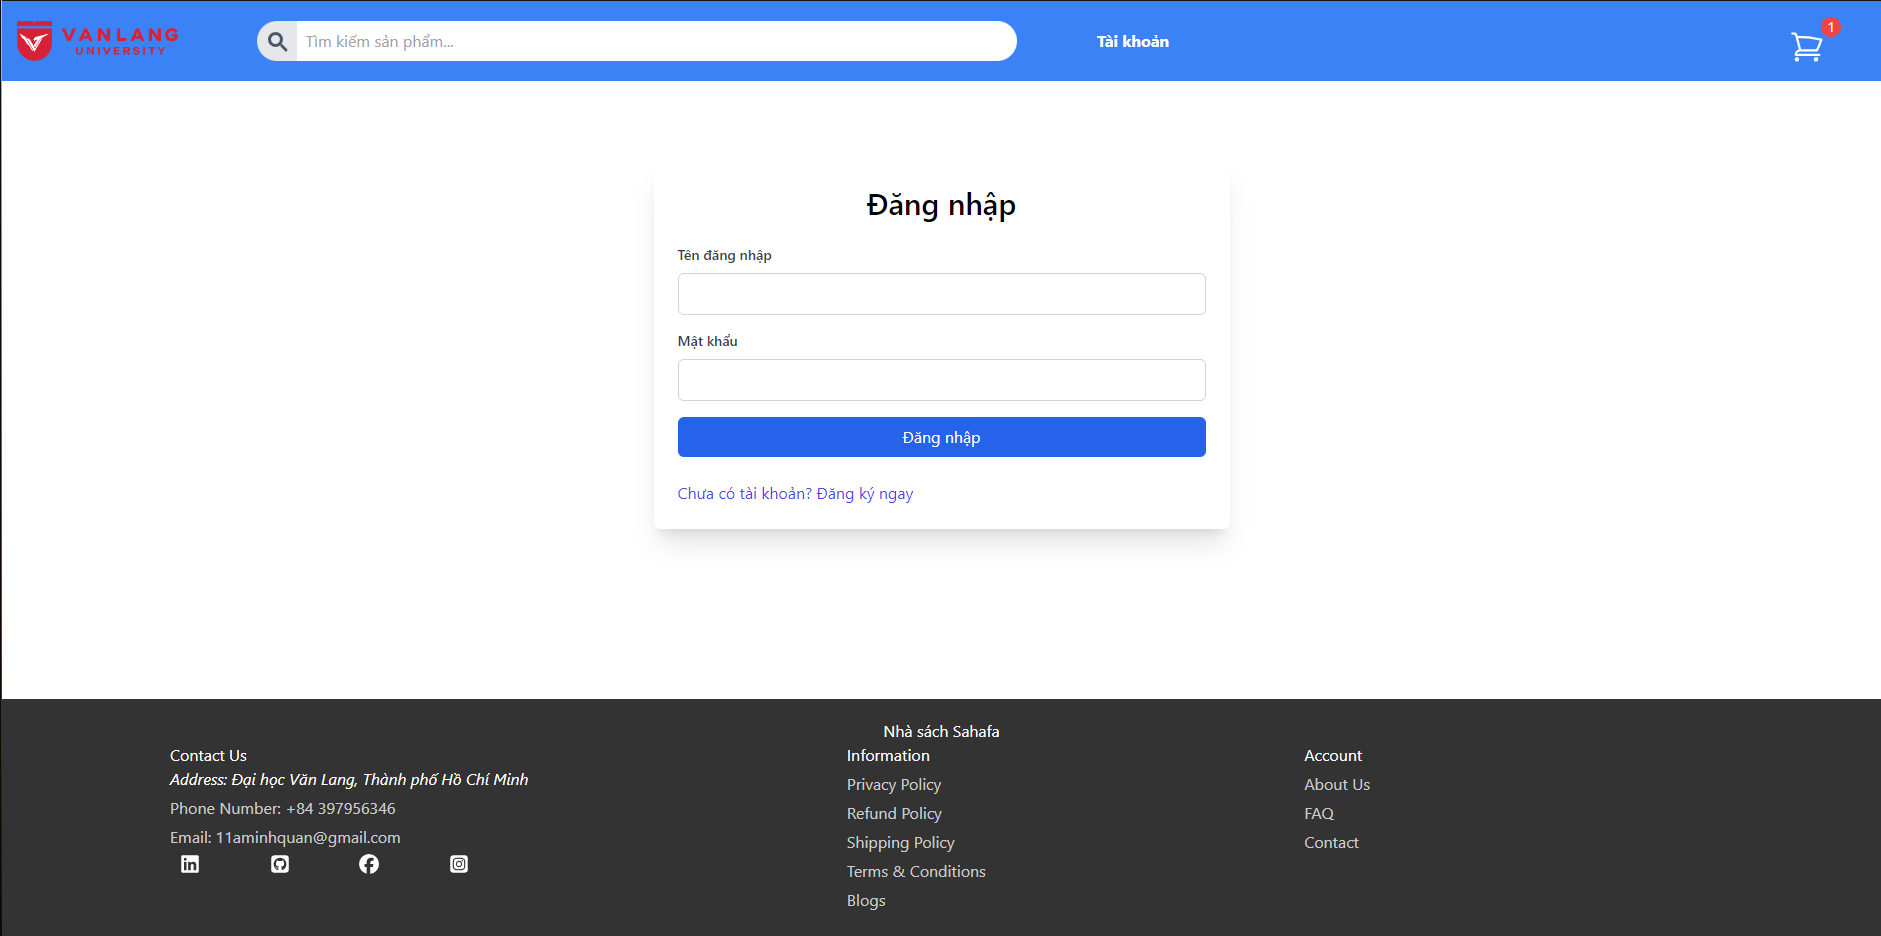 VANLANG
UNIVERSITY
Tìm kiếm sản phẩm...
Tài khoản
1
Đăng nhập
Tên đăng nhập
Mật khẩu
Đăng nhập
Chưa có tài khoản? Đăng ký ngay
Nhà sách Sahafa
Contact Us
Address: Đại học Văn Lang, Thành phố Hồ Chí Minh
Phone Number: +84 397956346
Email: 11aminhquan@gmail.com
Information
Privacy Policy
Refund Policy
Shipping Policy
Terms & Conditions
Blogs
Account
About Us
FAQ
Contact